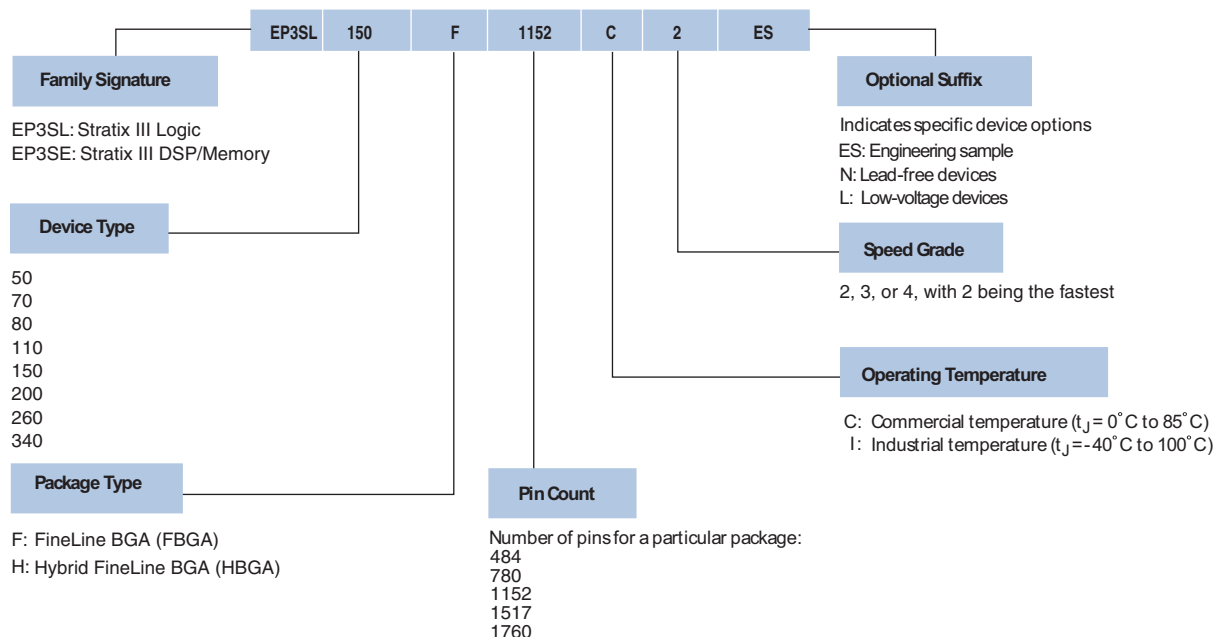 EP3SL 150 F 1152 C 2 ES
Family Signature
EP3SL: Stratix III Logic
EP3SE: Stratix III DSP/Memory
Device Type
50
70
80
110
150
200
260
340
Package Type
F: FineLine BGA (FBGA)
H: Hybrid FineLine BGA (HBGA)
Pin Count
Number of pins for a particular package:
484
780
1152
1517
1760
Optional Suffix
Indicates specific device options
ES: Engineering sample
N: Lead-free devices
L: Low-voltage devices
Speed Grade
2, 3, or 4, with 2 being the fastest
Operating Temperature
C: Commercial temperature (tJ = 0°C to 85°C)
I: Industrial temperature (tJ = -40°C to 100°C)